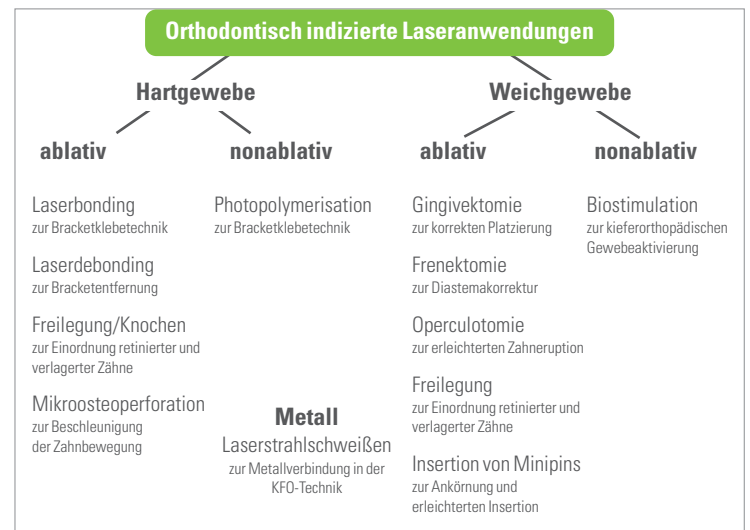 Orthodontisch indizierte Laseranwendungen
Hartgewebe
ablativ
Laserbonding
zur Bracketklebetechnik
Laserdebonding
zur Bracketentfernung
Freilegung/Knochen
zur Einordnung retinierter und
verlagerter Zähne
Mikroosteoperforation
zur Beschleunigung
der Zahnbewegung
nonablativ
Photopolymerisation
zur Bracketklebetechnik
Metall
Laserstrahlschweißen
zur Metallverbindung in der
KFO-Technik
Weichgewebe
ablativ
Gingivektomie
zur korrekten Platzierung
Frenektomie
zur Diastemakorrektur
Operculotomie
zur erleichterten Zahneruption
Freilegung
zur Einordnung retinierter und
verlagerter Zähne
Insertion von Minipins
zur Ankörnung und
erleichterten Insertion
nonablativ
Biostimulation
zur kieferorthopädischen
Gewebeaktivierung